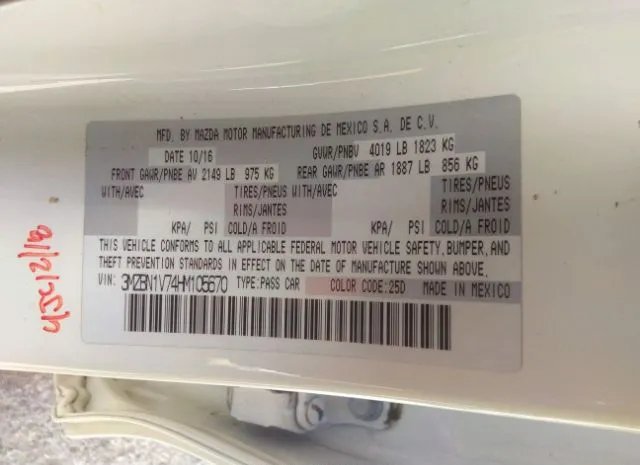 MFD. BY MAZDA MOTOR MANUFACTURING DE MEXICO S.A. DE C.V.
DATE 10/16 GVWR/PNBV 4019 LB 1823 KG
FRONT GAWR/PNBE AV 2149 LB 975 KG REAR GAWR/PNBE AR 1887 LB 856 KG
WITH/AVEC TIRES/PNEUS WITH/AVEC TIRES/PNEUS
RIMS/JANTES RIMS/JANTES
KPA/ PSI COLD/A FROID KPA/ PSI COLD/A FROID
THIS VEHICLE CONFORMS TO ALL APPLICABLE FEDERAL MOTOR VEHICLE SAFETY, BUMPER, AND
THEFT PREVENTION STANDARDS IN EFFECT ON THE DATE OF MANUFACTURE SHOWN ABOVE.
VIN: 3MZBN1V74HM105670 TYPE:PASS CAR COLOR CODE:25D MADE IN MEXICO